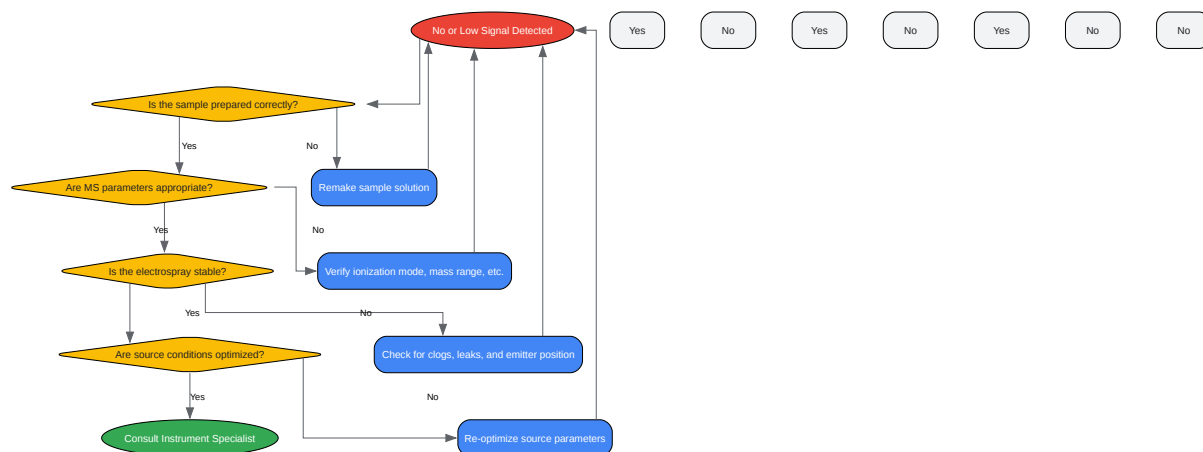 No or Low Signal Detected
Yes
No
Yes
No
Yes
No
No
Is the sample prepared correctly?
Yes
No
Are MS parameters appropriate?
Remake sample solution
Yes
No
Is the electrospray stable?
Verify ionization mode, mass range, etc.
Yes
No
Are source conditions optimized?
Check for clogs, leaks, and emitter position
Yes
No
Consult Instrument Specialist
Re-optimize source parameters